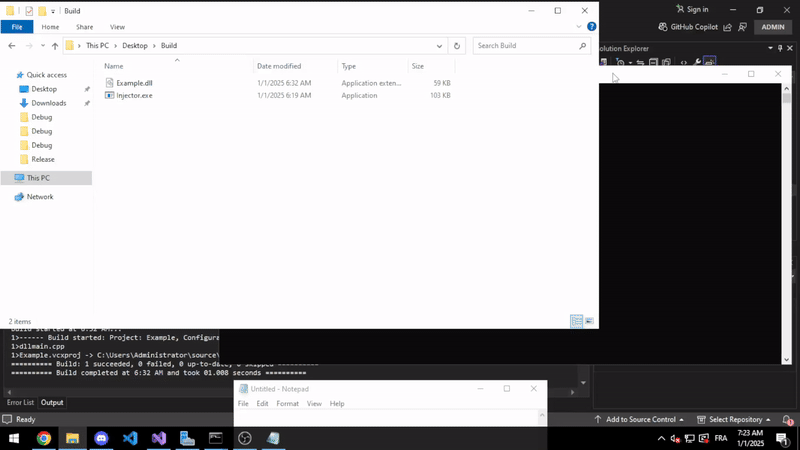 Build
File Home Share View
This PC Desktop Build
Search Build
Name Date modified Type Size
Quick access
Desktop
Downloads
Debug
Debug
Debug
Release
This PC
Network
Example.dll 1/1/2025 6:32 AM Application exten... 59 KB
Injector.exe 1/1/2025 6:19 AM Application 103 KB
2 items
Sign in
GitHub Copilot ADMIN
olution Explorer
Build started at 6:32 AM...
1>------ Build started: Project: Example, Configura
1>dllmain.cpp
1>Example.vcxproj -> C:\Users\Administrator\source\
========== Build: 1 succeeded, 0 failed, 0 up-to-date, 0 skipped ==========
========== Build completed at 6:32 AM and took 01.008 seconds ==========
Error List Output
Untitled - Notepad
File Edit Format View Help
Ready
Add to Source Control Select Repository
FRA
7:23 AM
1/1/2025